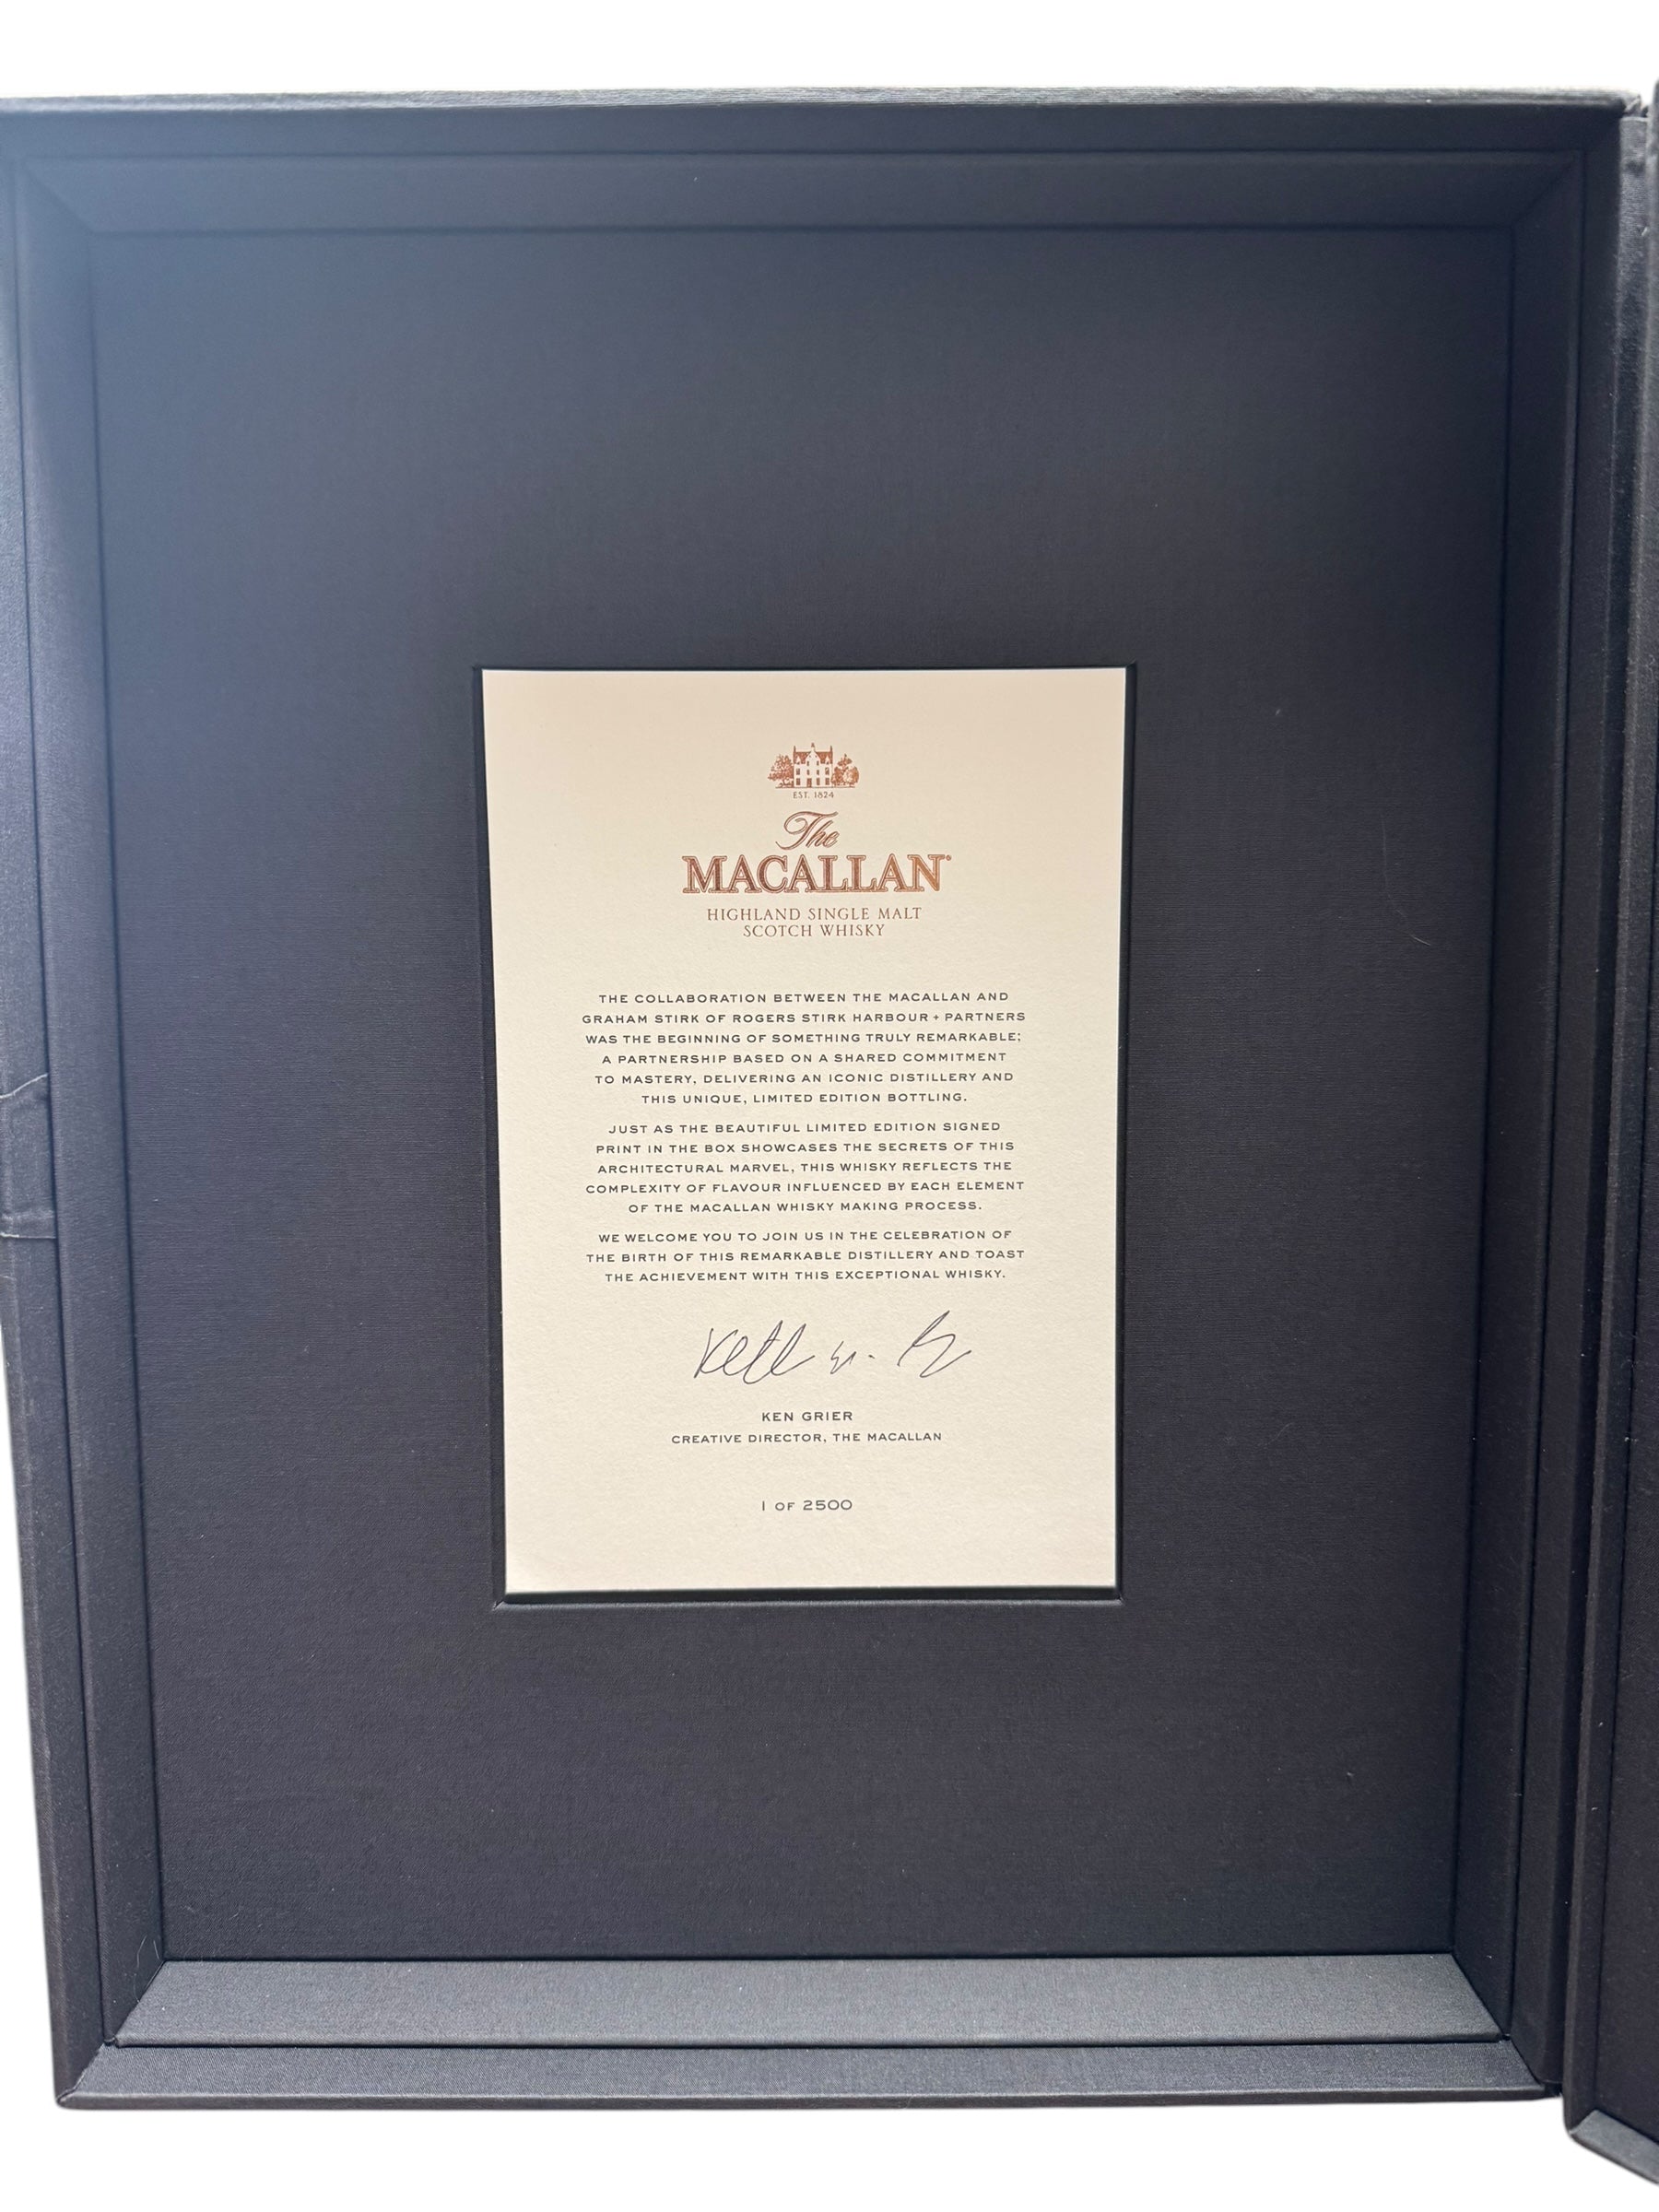 EST. 1824
The
MACALLAN
HIGHLAND SINGLE MALT
SCOTCH WHISKY
THE COLLABORATION BETWEEN THE MACALLAN AND
GRAHAM STIRK OF ROGERS STIRK HARBOUR + PARTNERS
WAS THE BEGINNING OF SOMETHING TRULY REMARKABLE;
A PARTNERSHIP BASED ON A SHARED COMMITMENT
TO MASTERY, DELIVERING AN ICONIC DISTILLERY AND
THIS UNIQUE, LIMITED EDITION BOTTLING.
JUST AS THE BEAUTIFUL LIMITED EDITION SIGNED
PRINT IN THE BOX SHOWCASES THE SECRETS OF THIS
ARCHITECTURAL MARVEL, THIS WHISKY REFLECTS THE
COMPLEXITY OF FLAVOUR INFLUENCED BY EACH ELEMENT
OF THE MACALLAN WHISKY MAKING PROCESS.
WE WELCOME YOU TO JOIN US IN THE CELEBRATION OF
THE BIRTH OF THIS REMARKABLE DISTILLERY AND TOAST
THE ACHIEVEMENT WITH THIS EXCEPTIONAL WHISKY.
KEN GRIER
CREATIVE DIRECTOR, THE MACALLAN
1 OF 2500